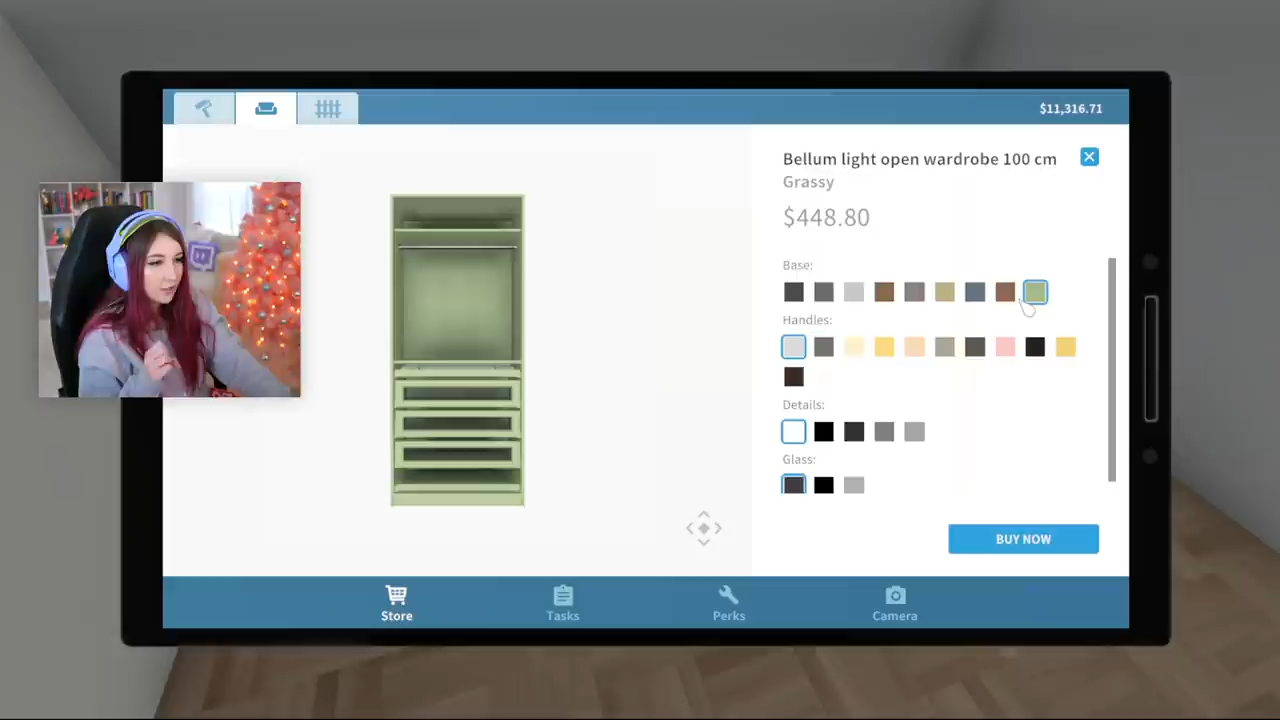 $11,316.71
Bellum light open wardrobe 100 cm
Grassy
$448.80
Base:
Handles:
Details:
Glass:
BUY NOW
Store
Tasks
Perks
Camera